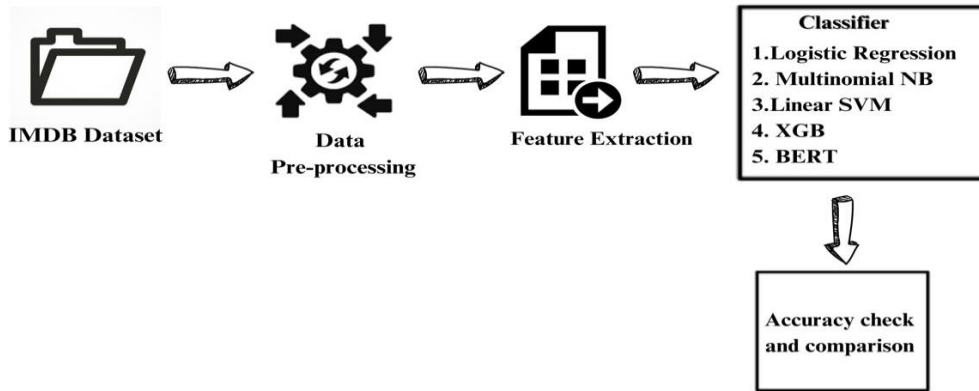 IMDB Dataset
Data
Pre-processing
Feature Extraction
Classifier
1.Logistic Regression
2. Multinomial NB
3.Linear SVM
4. XGB
5. BERT
Accuracy check
and comparison